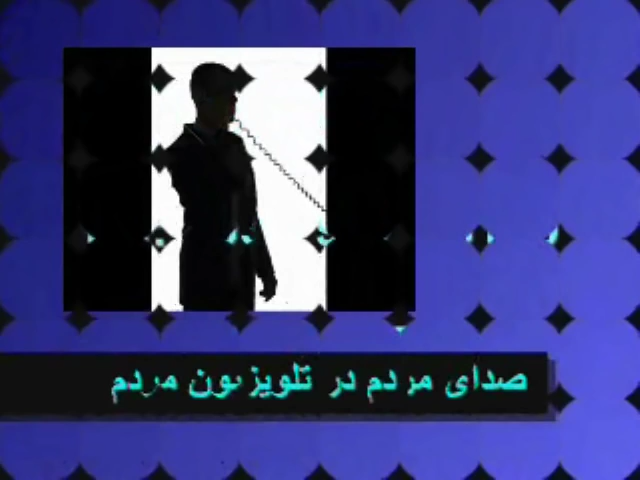 صدای مردم در تلویزیون مردم